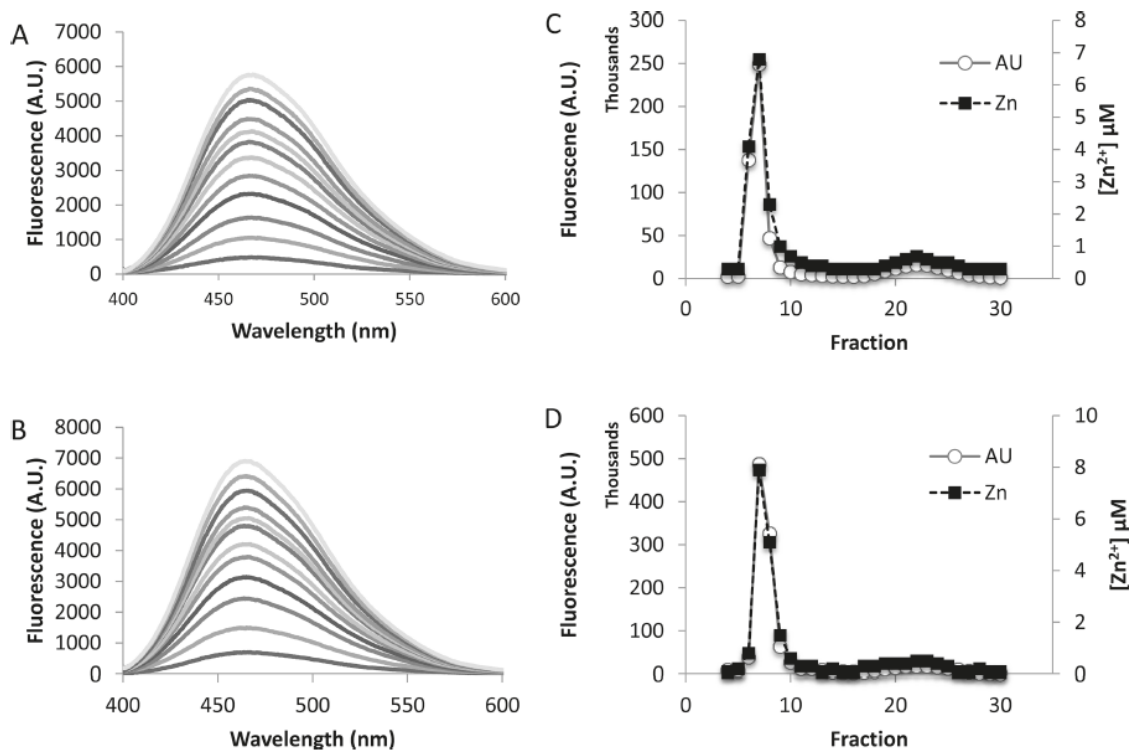 A
Fluorescence (A.U.)
7000
6000
5000
4000
3000
2000
1000
0
400 450 500 550 600
Wavelength (nm)
C
Fluorescene (A.U.)
Thousands
300
250
200
150
100
50
0
0 10 20 30
Fraction
8
7
6
5
4
3
2
1
0
[Zn²⁺] µM
AU
Zn
B
Fluorescence (A.U.)
8000
7000
6000
5000
4000
3000
2000
1000
0
400 450 500 550 600
Wavelength (nm)
D
Fluorescence (A.U.)
Thousands
600
500
400
300
200
100
0
0 10 20 30
Fraction
10
8
6
4
2
0
[Zn²⁺] µM
AU
Zn